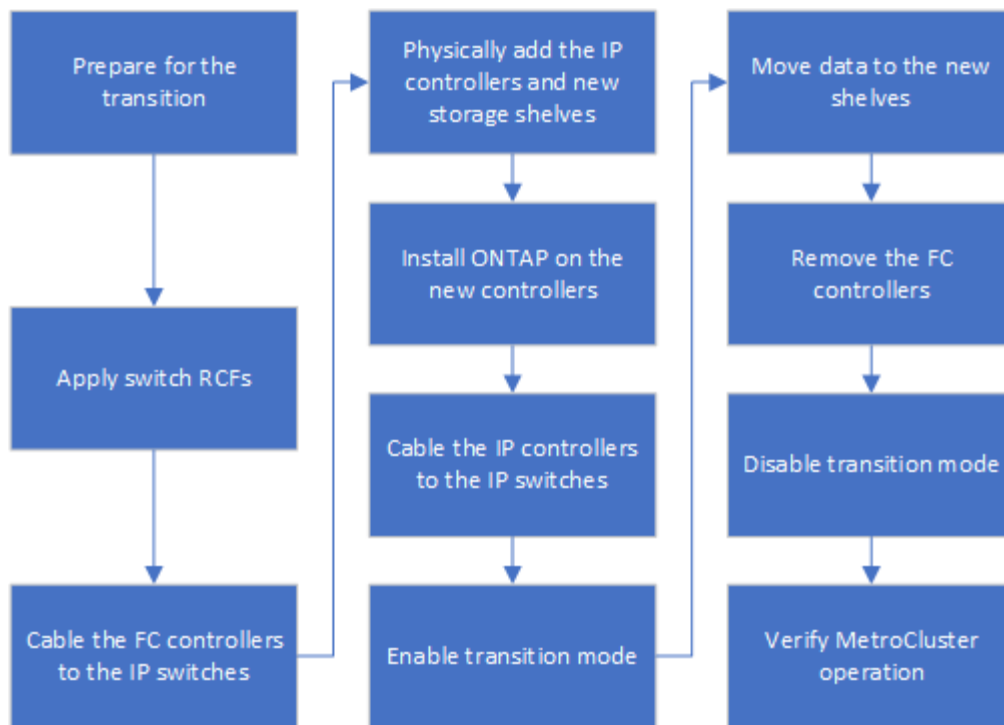 Prepare for the
transition
Apply switch RCFs
Cable the FC controllers
to the IP switches
Physically add the IP
controllers and new
storage shelves
Install ONTAP on the
new controllers
Cable the IP controllers
to the IP switches
Enable transition mode
Move data to the new
shelves
Remove the FC
controllers
Disable transition mode
Verify MetroCluster
operation